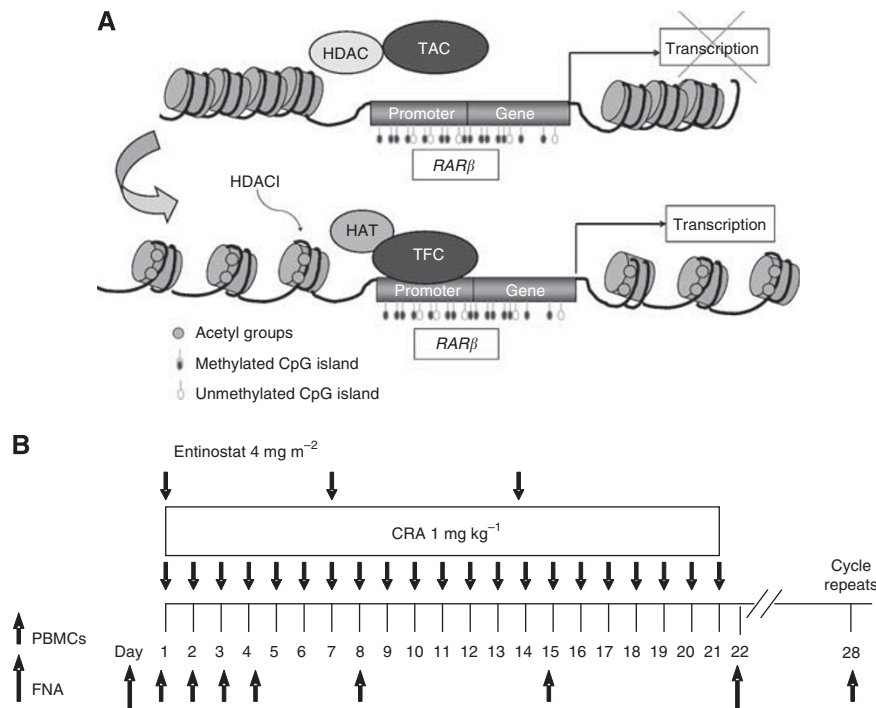 A
HDAC
TAC
Transcription
Promoter
Gene
RARβ
HDACI
HAT
TFC
Transcription
Promoter
Gene
RARβ
Acetyl groups
Methylated CpG island
Unmethylated CpG island
B
Entinostat 4 mg m⁻²
CRA 1 mg kg⁻¹
Cycle
repeats
PBMCs
Day 1 2 3 4 5 6 7 8 9 10 11 12 13 14 15 16 17 18 19 20 21 22 28
FNA